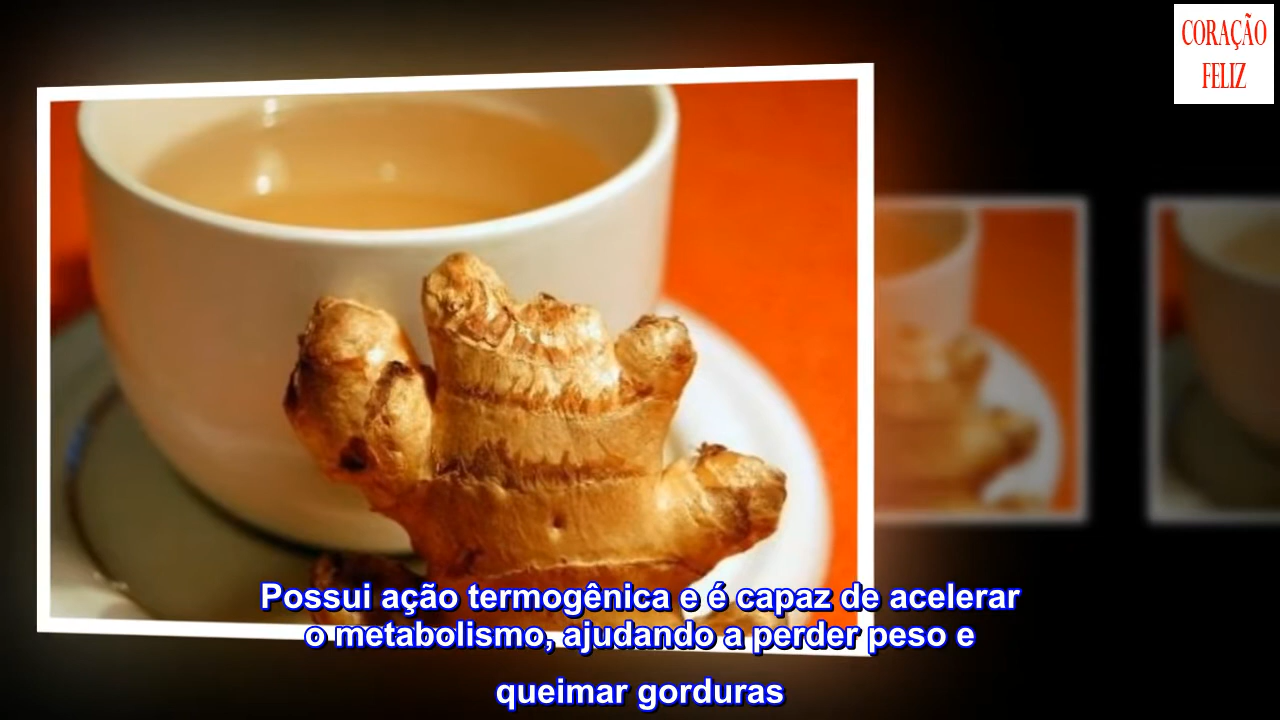 CORAÇÃO
FELIZ
Possui ação termogênica e é capaz de acelerar
o metabolismo, ajudando a perder peso e
queimar gorduras